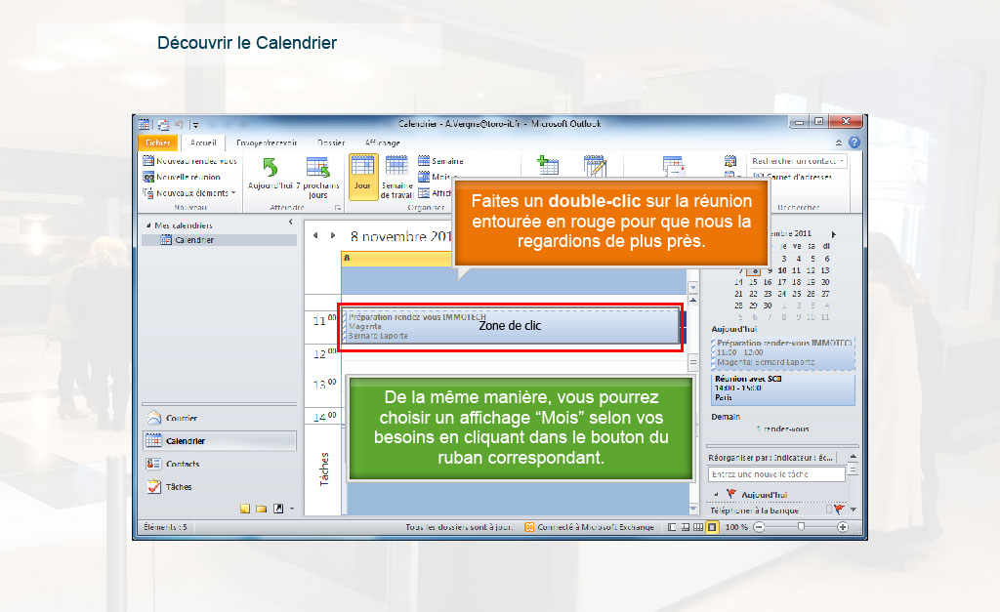 Découvrir le Calendrier
Calendrier - A.Vergne@toro-it.fr - Microsoft Outlook
Fichier Accueil Envoyer/recevoir Dossier Affichage
Nouveau rendez vous
Nouvelle réunion
Nouveaux éléments
Nouveau
Aujourd'hui 7 prochains
jours
Atteindre
Jour Semaine
de travail
Semaine
Mois
Organiser
Rechercher un contact
Carnet d'adresses
Rechercher
Faites un double-clic sur la réunion
entourée en rouge pour que nous la
regardions de plus près.
Mes calendriers
Calendrier
8 novembre 201
8
11 00
Préparation rendez vous IMMOTECH
Magenta
Bernard Laporte
Zone de clic
12 00
13 00
14 00
De la même manière, vous pourrez
choisir un affichage “Mois” selon vos
besoins en cliquant dans le bouton du
ruban correspondant.
Tâches
Courrier
Calendrier
Contacts
Tâches
mbre 2011
je ve sa di
3 4 5 6
7 8 9 10 11 12 13
14 15 16 17 18 19 20
21 22 23 24 25 26 27
28 29 30 1 2 3 4
5 6 7 8 9 10 11
Aujourd'hui
Préparation rendez-vous IMMOTECH
11:00 - 12:00
Magenta; Bernard Laporte
Réunion avec SCII
14:00 - 15:00
Paris
Demain
1 rendez-vous
Réorganiser par : Indicateur : éc...
Entrez une nouvelle tâche
Aujourd'hui
Téléphoner à la banque
Éléments : 5
Tous les dossiers sont à jour.
Connecté à Microsoft Exchange
100 %